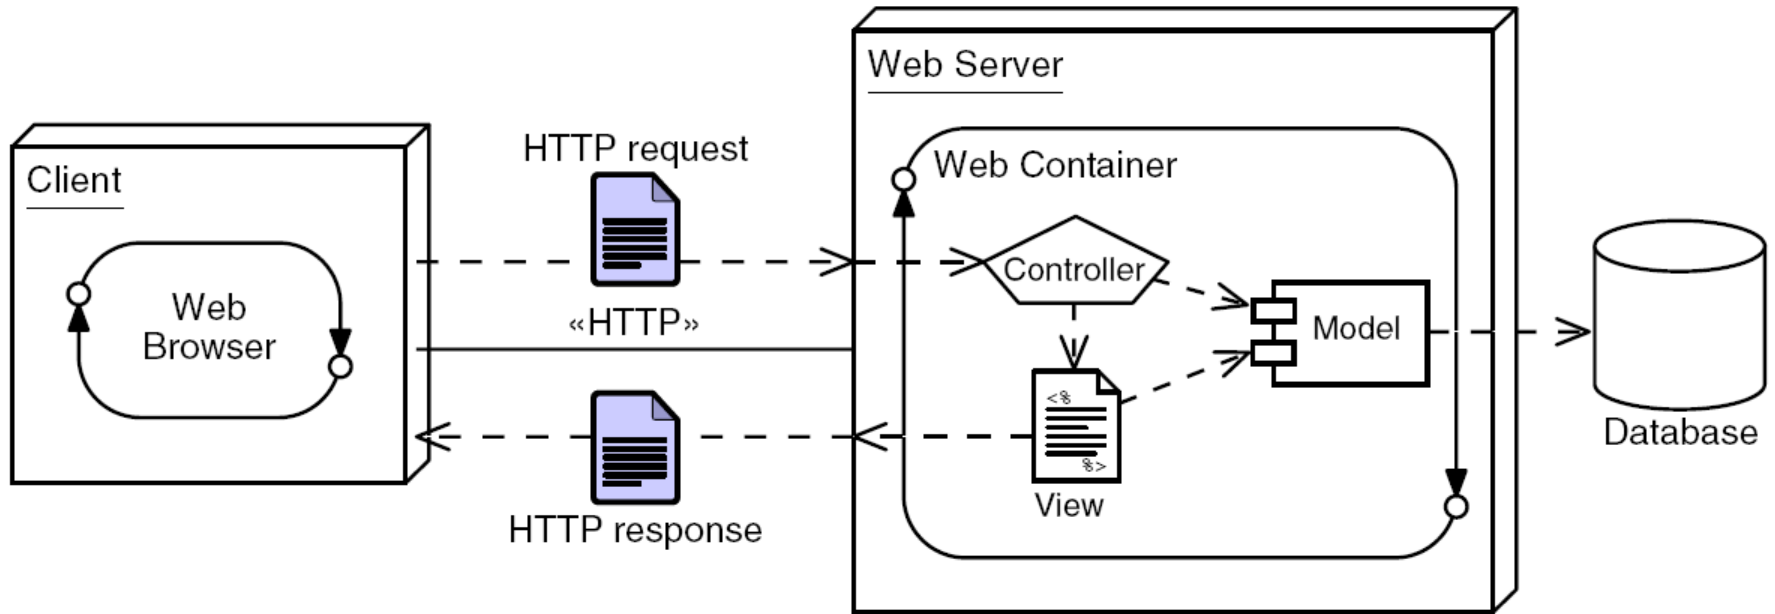 Client
Web
Browser
HTTP request
«HTTP»
HTTP response
Web Server
Web Container
Controller
Model
<%
%>
View
Database